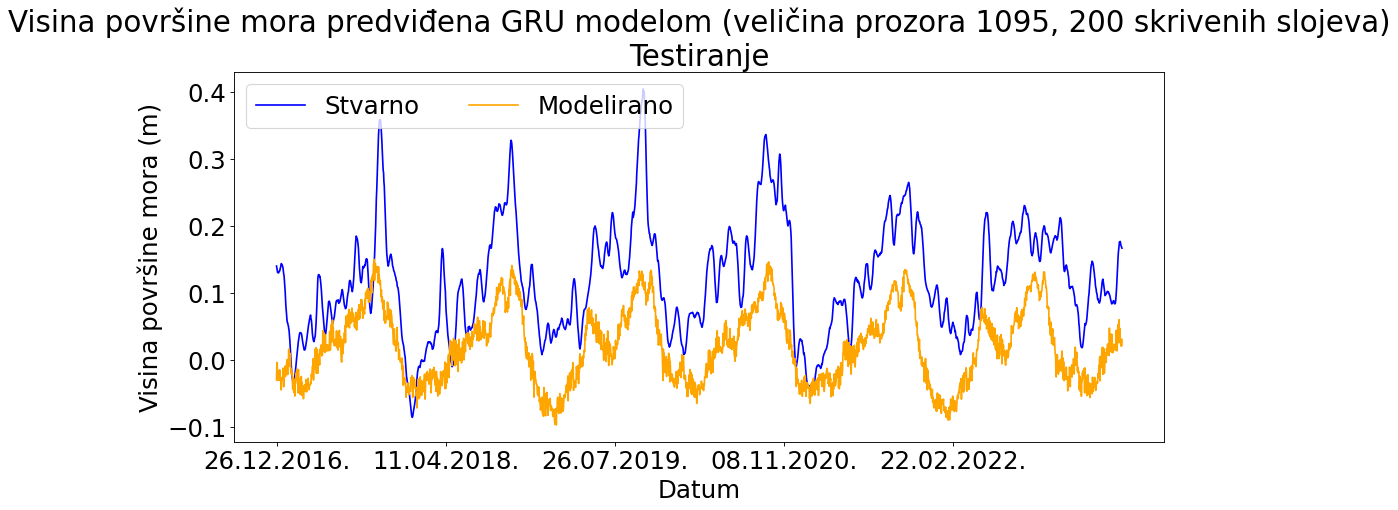 Visina površine mora predviđena GRU modelom (veličina prozora 1095, 200 skrivenih slojeva)
Testiranje
Stvarno
Modelirano
Visina površine mora (m)
0.4
0.3
0.2
0.1
0.0
−0.1
26.12.2016.
11.04.2018.
26.07.2019.
08.11.2020.
22.02.2022.
Datum